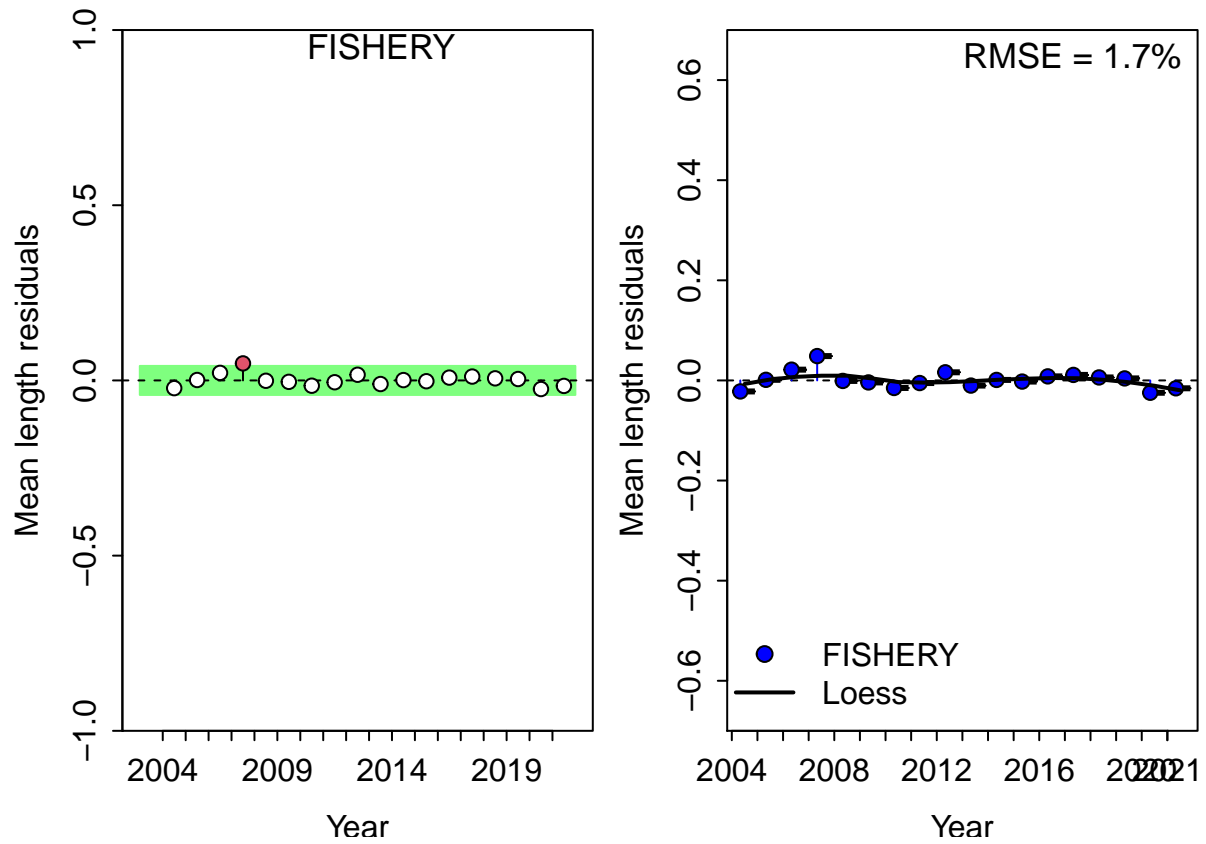 FISHERY
1.0
0.5
0.0
−0.5
−1.0
Mean length residuals
2004 2009 2014 2019
Year
RMSE = 1.7%
0.6
0.4
0.2
0.0
−0.2
−0.4
−0.6
Mean length residuals
FISHERY
Loess
2004 2008 2012 2016 2020 2021
Year